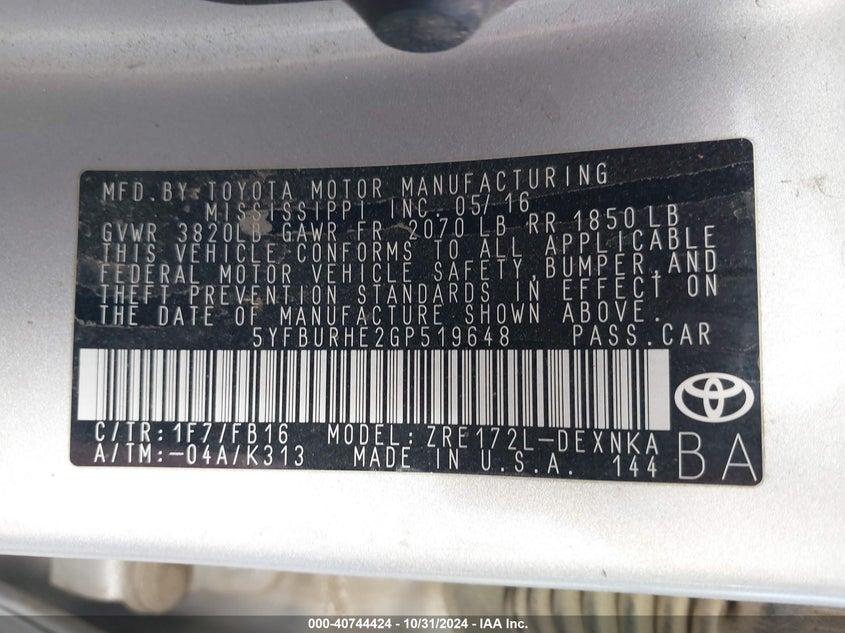 MFD. BY TOYOTA MOTOR MANUFACTURING
MISSISSIPPI INC. 05/16
GVWR 3820LB GAWR FR 2070 LB RR 1850 LB
THIS VEHICLE CONFORMS TO ALL APPLICABLE
FEDERAL MOTOR VEHICLE SAFETY, BUMPER, AND
THEFT PREVENTION STANDARDS IN EFFECT ON
THE DATE OF MANUFACTURE SHOWN ABOVE.
5YFBURHE2GP519648 PASS. CAR
C/TR: 1F7/FB16 MODEL: ZRE172L-DEXNKA
A/TM: -04A/K313 MADE IN U.S.A. 144 BA
000-40744424 - 10/31/2024 - IAA Inc.